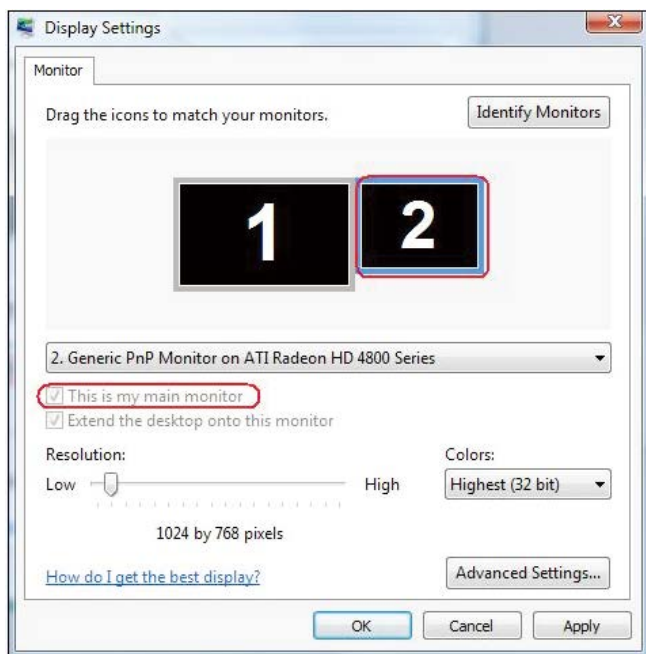 Display Settings
Monitor
Drag the icons to match your monitors.
Identify Monitors
1
2
2. Generic PnP Monitor on ATI Radeon HD 4800 Series
This is my main monitor
Extend the desktop onto this monitor
Resolution:
Colors:
Low
High
Highest (32 bit)
1024 by 768 pixels
How do I get the best display?
Advanced Settings...
OK
Cancel
Apply